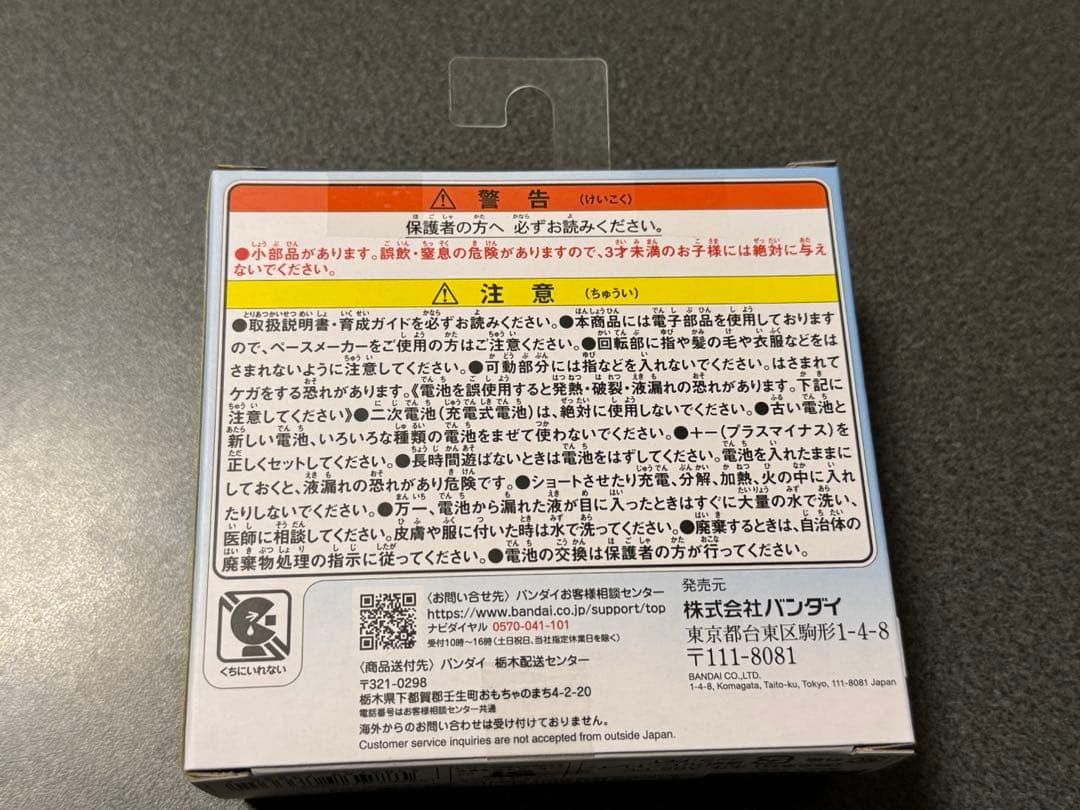 ⚠ 警告 (けいこく)
保護者の方へ 必ずお読みください。
●小部品があります。誤飲・窒息の危険がありますので、3才未満のお子様には絶対に与え
ないでください。
⚠ 注意 (ちゅうい)
●取扱説明書・育成ガイドを必ずお読みください。●本商品には電子部品を使用しております
ので、ペースメーカーをご使用の方はご注意ください。●回転部に指や髪の毛や衣服などをは
さまれないように注意してください。●可動部分には指などを入れないでください。はさまれて
ケガをする恐れがあります。《電池を誤使用すると発熱・破裂・液漏れの恐れがあります。下記に
注意してください》●二次電池(充電式電池)は、絶対に使用しないでください。●古い電池と
新しい電池、いろいろな種類の電池をまぜて使わないでください。●+-(プラスマイナス)を
正しくセットしてください。●長時間遊ばないときは電池をはずしてください。電池を入れたままに
しておくと、液漏れの恐れがあり危険です。●ショートさせたり充電、分解、加熱、火の中に入れ
たりしないでください。●万一、電池から漏れた液が目に入ったときはすぐに大量の水で洗い、
医師に相談してください。皮膚や服に付いた時は水で洗ってください。●廃棄するときは、自治体の
廃棄物処理の指示に従ってください。●電池の交換は保護者の方が行ってください。
くちにいれない
〈お問い合せ先〉バンダイお客様相談センター
https://www.bandai.co.jp/support/top
ナビダイヤル 0570-041-101
受付10時〜16時(土日祝日、当社指定休業日を除く)
〈商品送付先〉バンダイ 栃木配送センター
〒321-0298
栃木県下都賀郡壬生町おもちゃのまち4-2-20
電話番号はお客様相談センター共通
海外からのお問い合わせは受け付けておりません。
Customer service inquiries are not accepted from outside Japan.
発売元
株式会社バンダイ
東京都台東区駒形1-4-8
〒111-8081
BANDAI CO.,LTD.
1-4-8, Komagata, Taito-ku, Tokyo, 111-8081 Japan